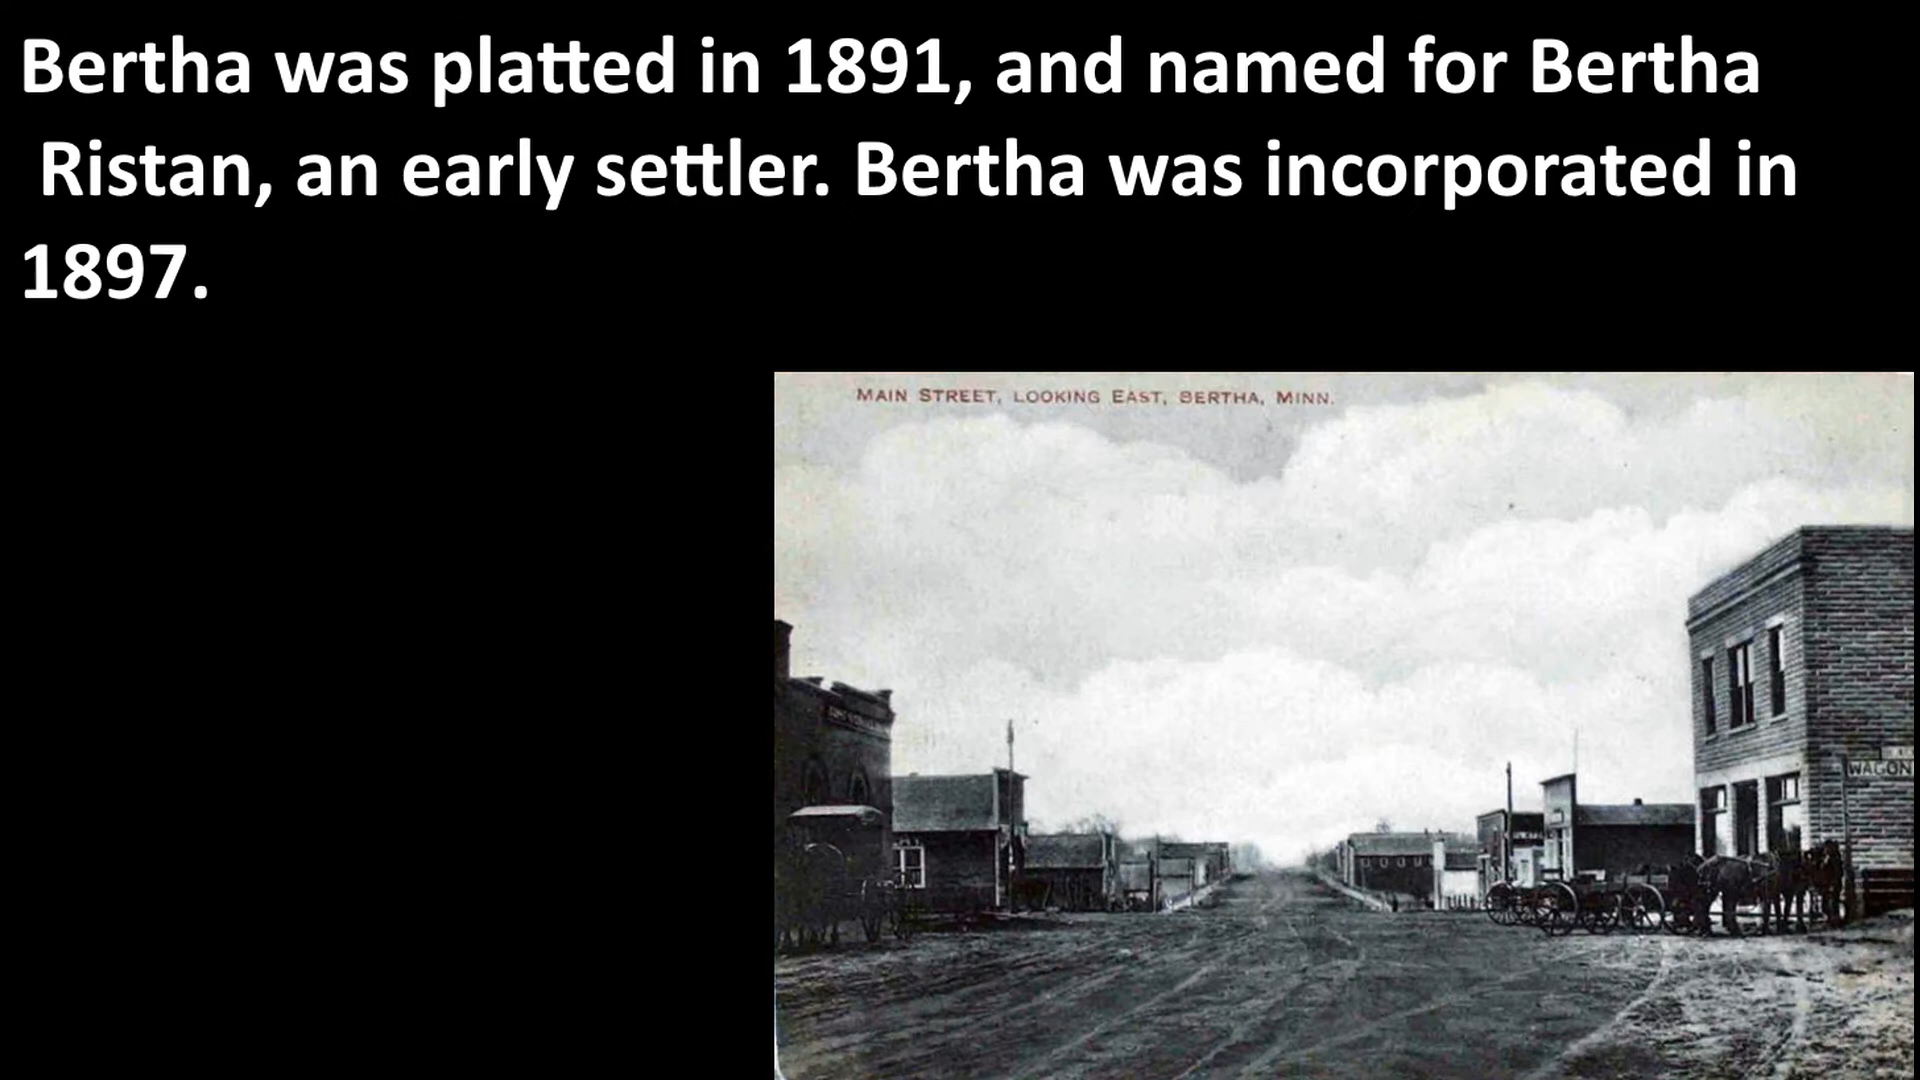 Bertha was platted in 1891, and named for Bertha
Ristan, an early settler. Bertha was incorporated in
1897.
MAIN STREET, LOOKING EAST, BERTHA, MINN.
WAGON